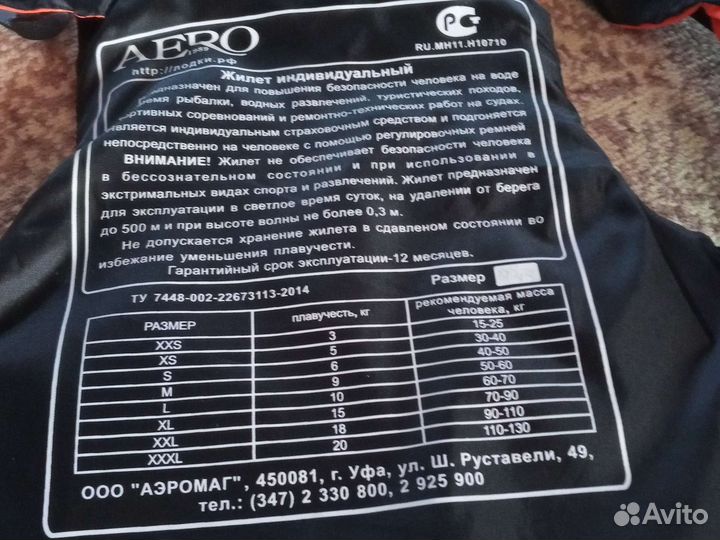 AERO
1989
http://лодки.рф
РСТ
RU.МН11.Н10710
Жилет индивидуальный
предназначен для повышения безопасности человека на воде
время рыбалки, водных развлечений, туристических походов,
спортивных соревнований и ремонтно-технических работ на судах.
является индивидуальным страховочным средством и подгоняется
непосредственно на человеке с помощью регулировочных ремней
ВНИМАНИЕ! Жилет не обеспечивает безопасности человека
в бессознательном состоянии и при использовании в
экстримальных видах спорта и развлечений. Жилет предназначен
для эксплуатации в светлое время суток, на удалении от берега
до 500 м и при высоте волны не более 0,3 м.
Не допускается хранение жилета в сдавленном состоянии во
избежание уменьшения плавучести.
Гарантийный срок эксплуатации-12 месяцев.
Размер
ТУ 7448-002-22673113-2014
РАЗМЕР плавучесть, кг рекомендуемая масса человека, кг
XXS 3 15-25
XS 5 30-40
S 6 40-50
M 9 50-60
L 10 60-70
XL 15 70-90
XXL 18 90-110
XXXL 20 110-130
ООО "АЭРОМАГ", 450081, г. Уфа, ул. Ш. Руставели, 49,
тел.: (347) 2 330 800, 2 925 900
Avito